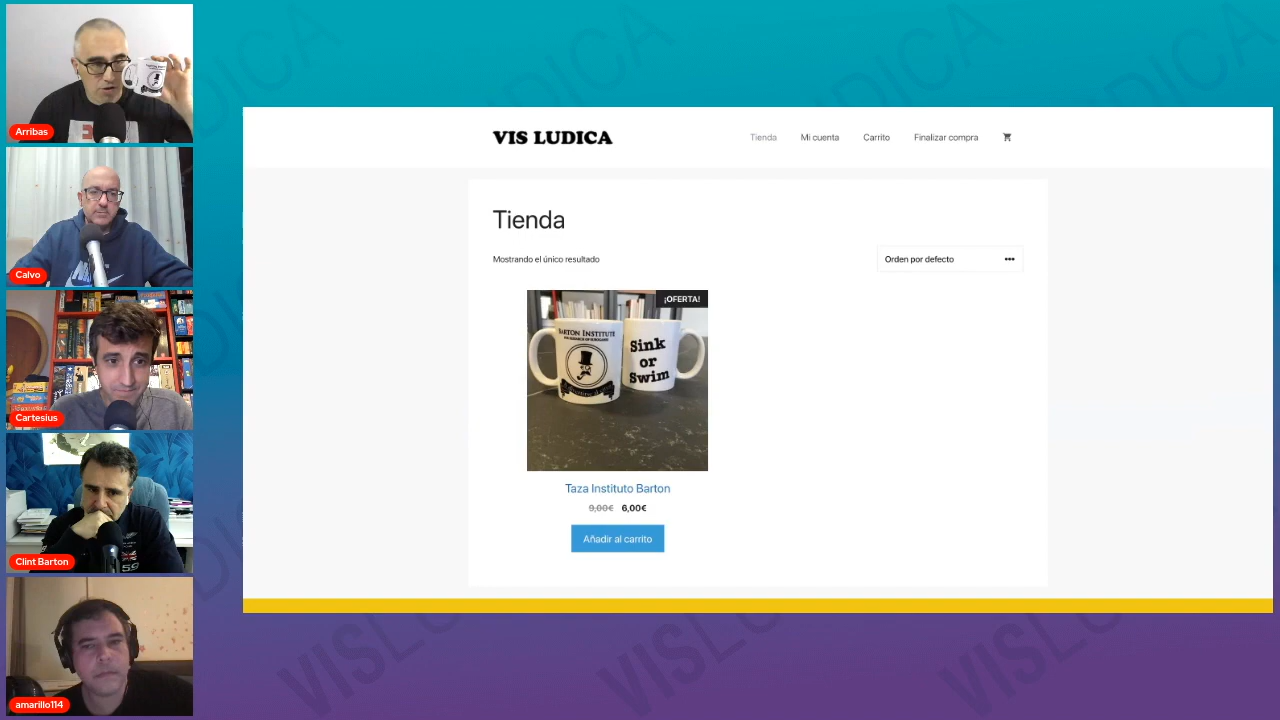 Arribas
Calvo
Cartesius
Clint Barton
amarillo114
VIS LUDICA
Tienda
Mi cuenta
Carrito
Finalizar compra
Tienda
Mostrando el único resultado
Orden por defecto
¡OFERTA!
BARTON INSTITUTE
Sink
or
Swim
Taza Instituto Barton
9,00€ 6,00€
Añadir al carrito
VISLUDICA